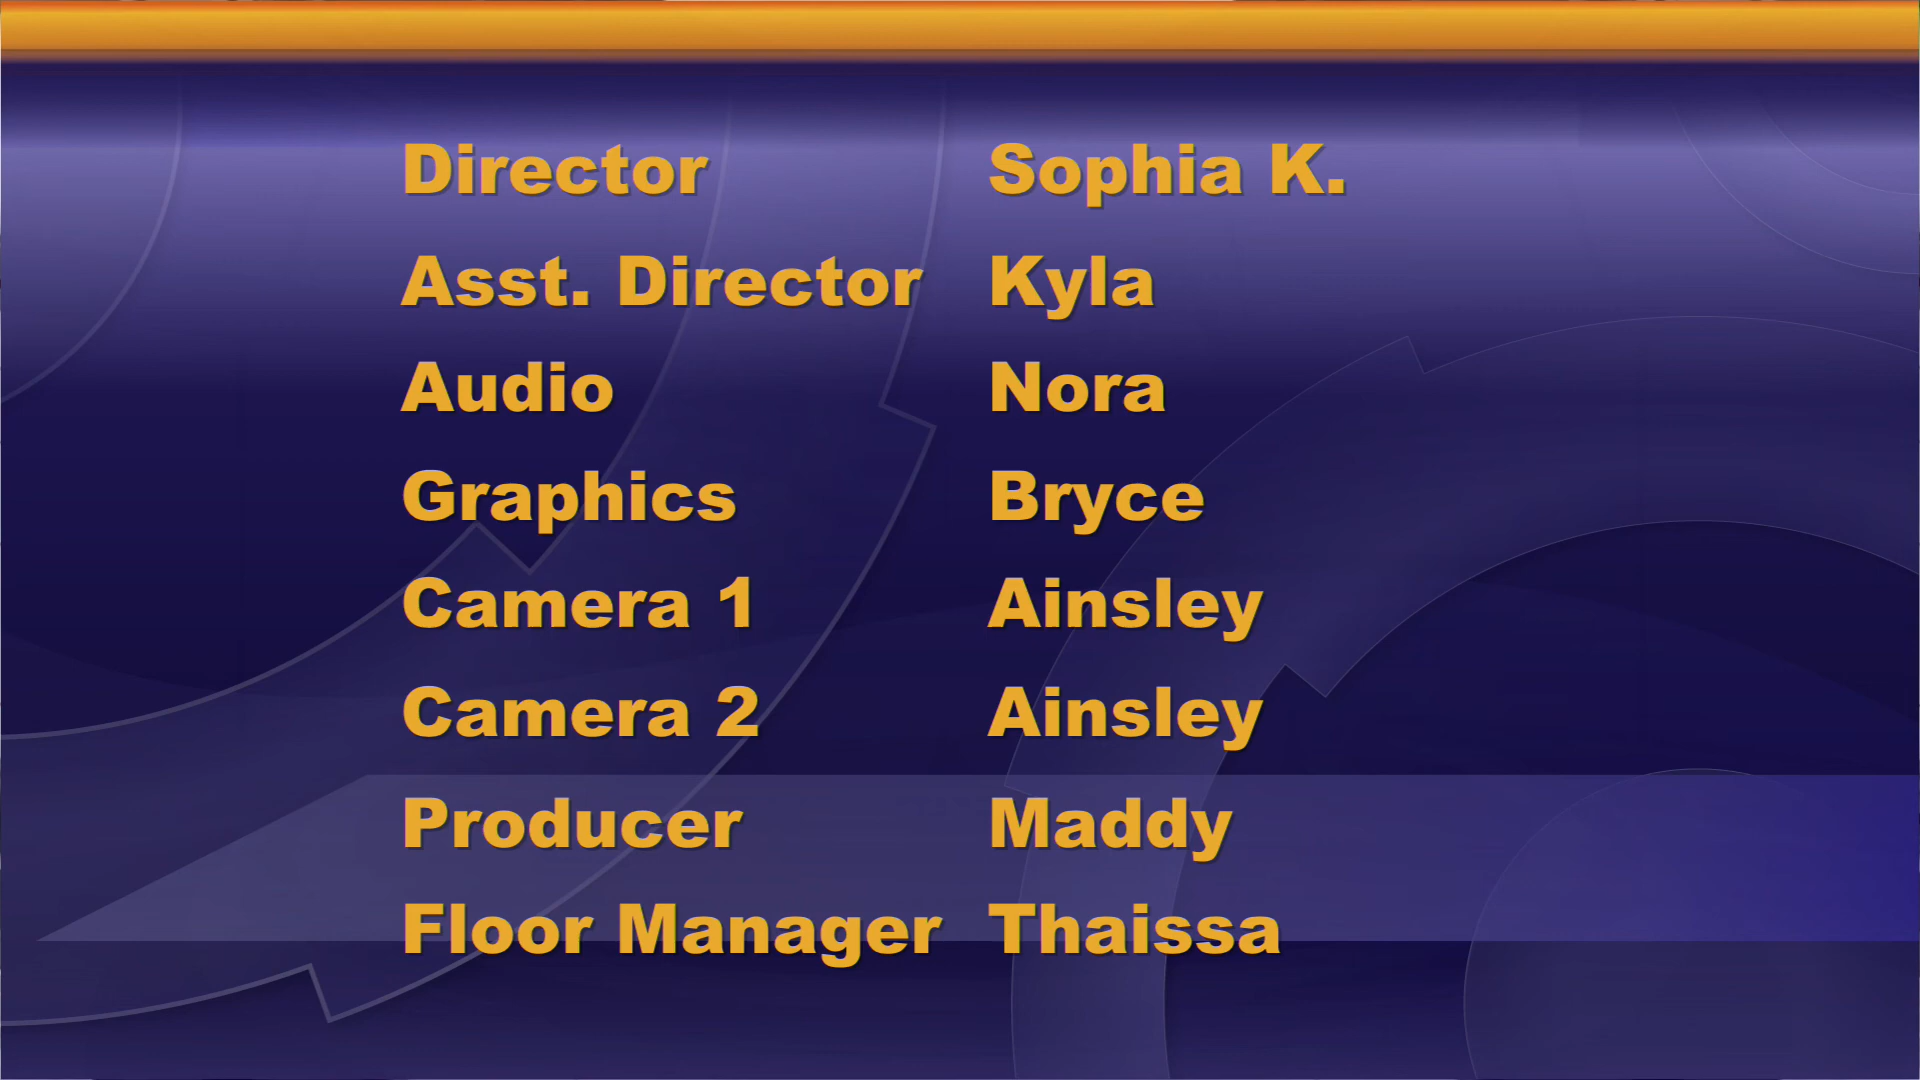 Director Sophia K.
Asst. Director Kyla
Audio Nora
Graphics Bryce
Camera 1 Ainsley
Camera 2 Ainsley
Producer Maddy
Floor Manager Thaissa